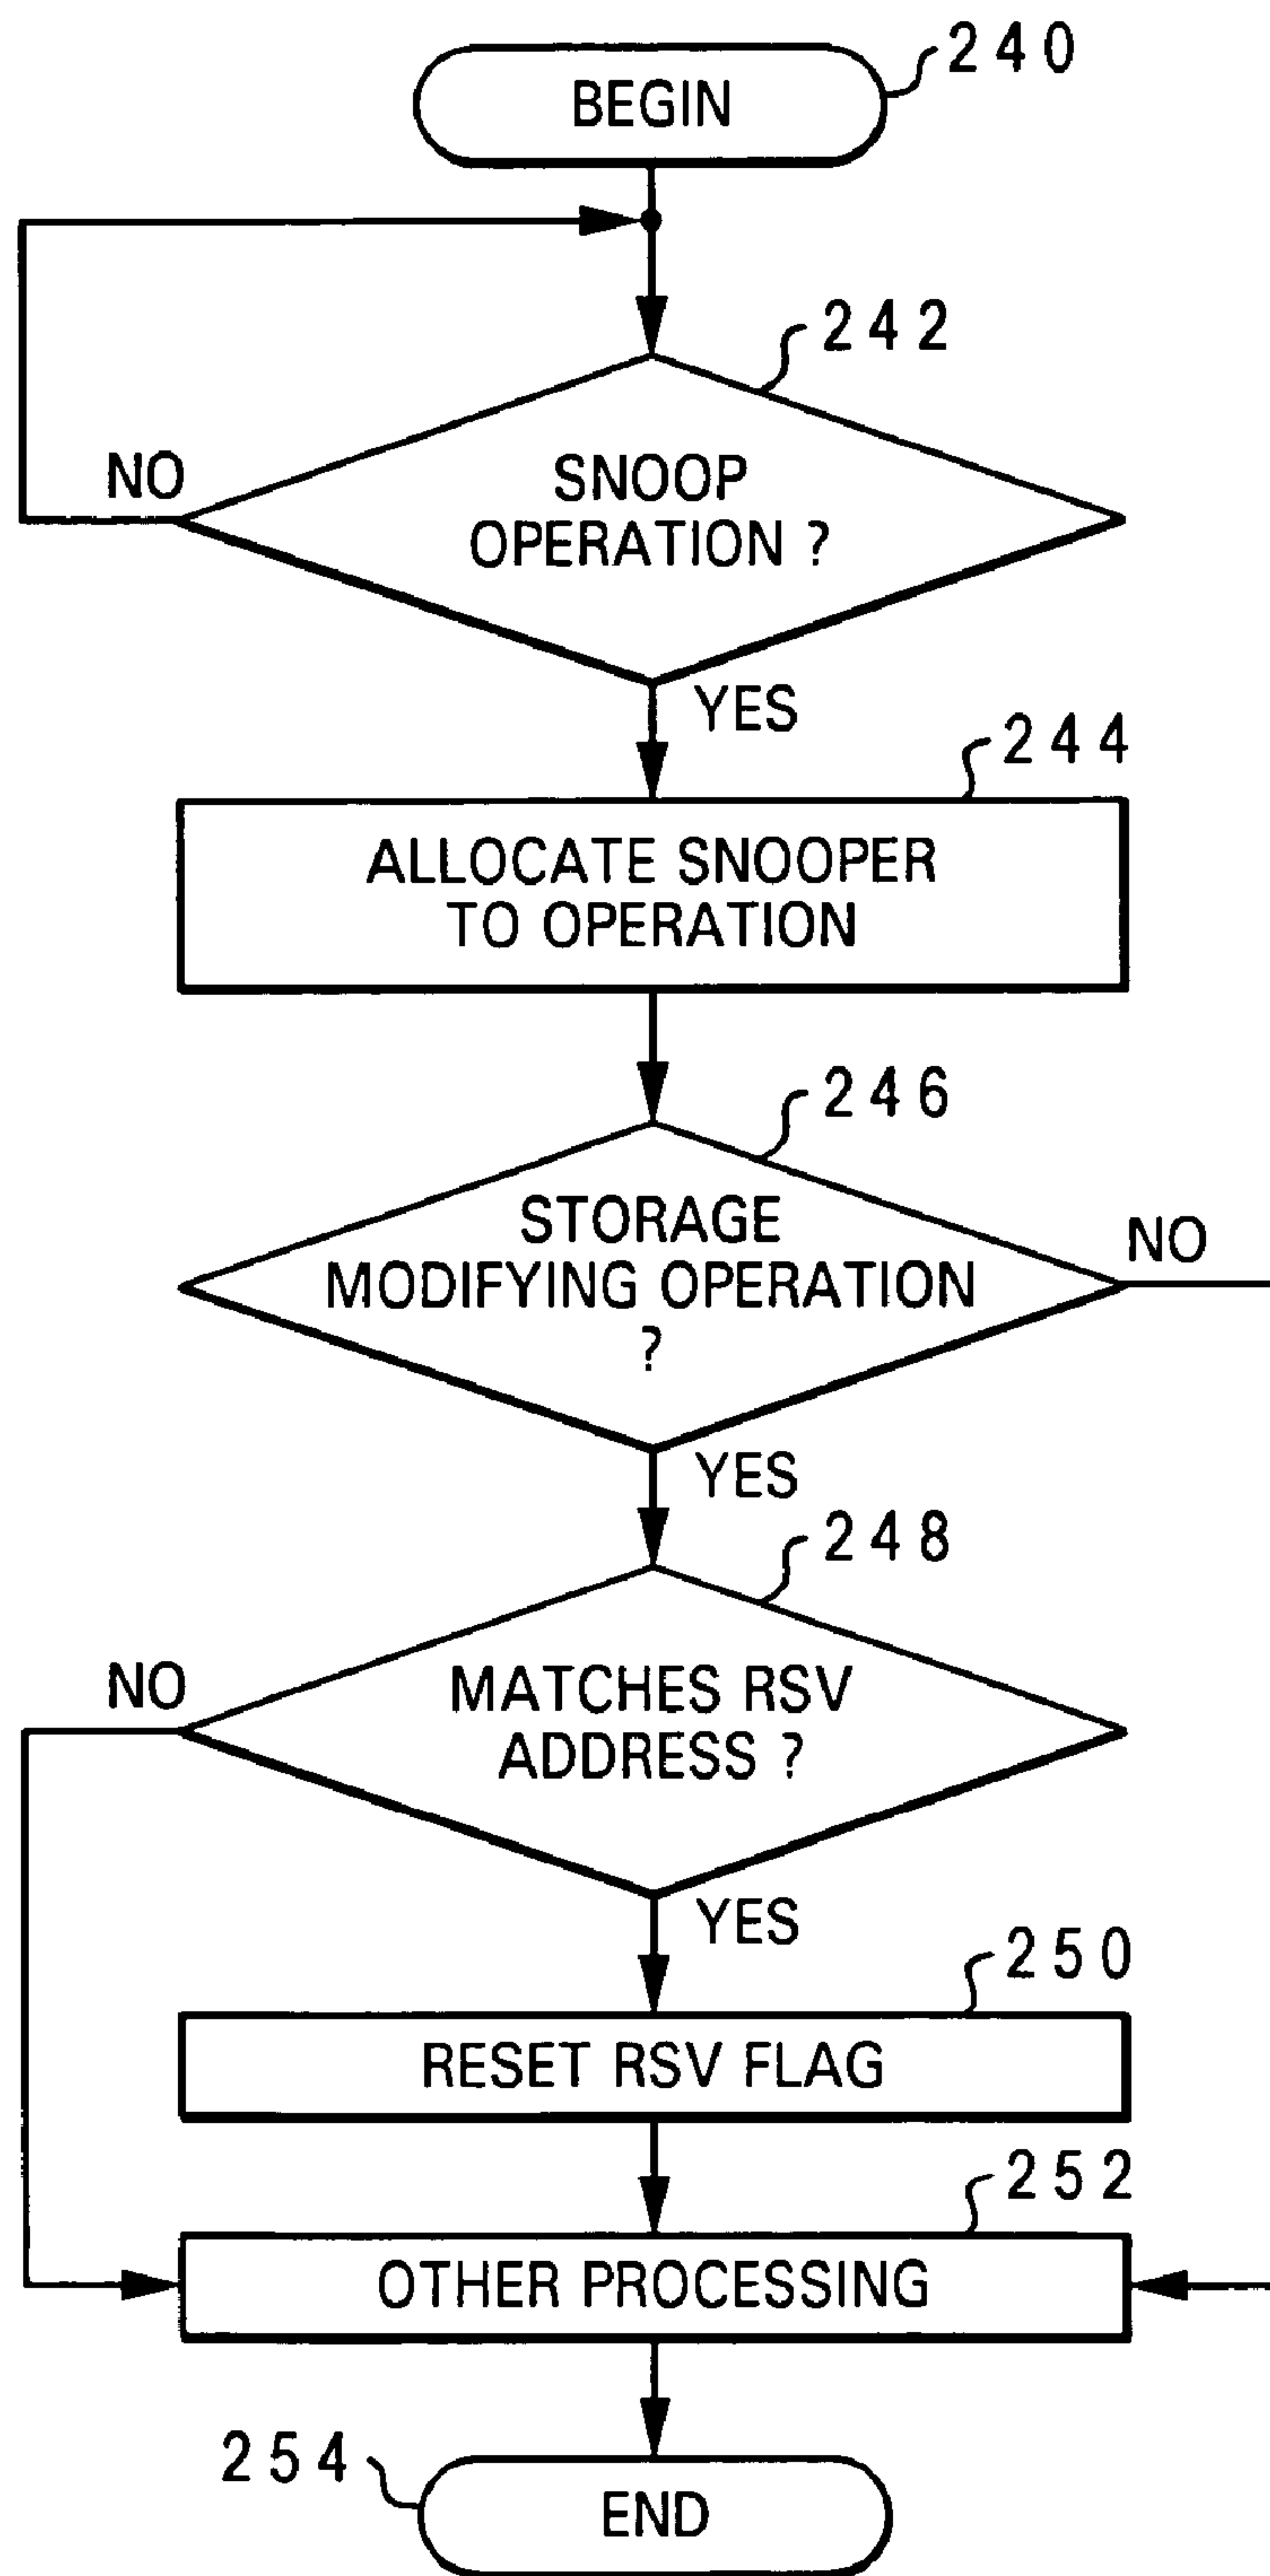 240
BEGIN
242
NO
SNOOP
OPERATION ?
YES
244
ALLOCATE SNOOPER
TO OPERATION
246
STORAGE
MODIFYING OPERATION
?
NO
YES
248
NO
MATCHES RSV
ADDRESS ?
YES
250
RESET RSV FLAG
252
OTHER PROCESSING
254
END